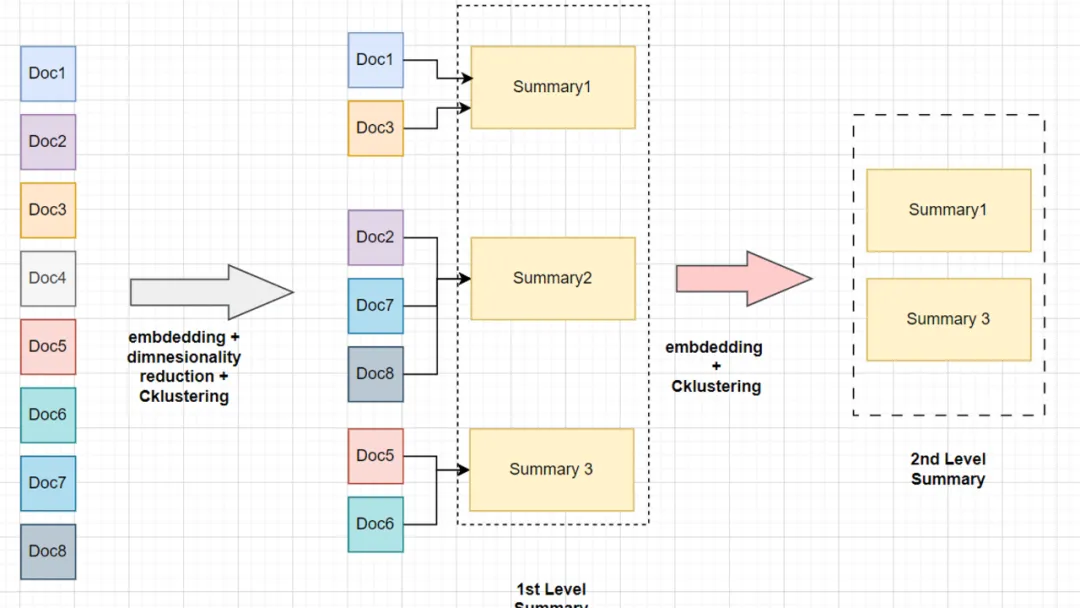 Doc1
Doc2
Doc3
Doc4
Doc5
Doc6
Doc7
Doc8
embdedding +
dimnesionality
reduction +
Cklustering
Doc1
Doc3
Doc2
Doc7
Doc8
Doc5
Doc6
Summary1
Summary2
Summary 3
1st Level
Summary
embdedding
+
Cklustering
Summary1
Summary 3
2nd Level
Summary